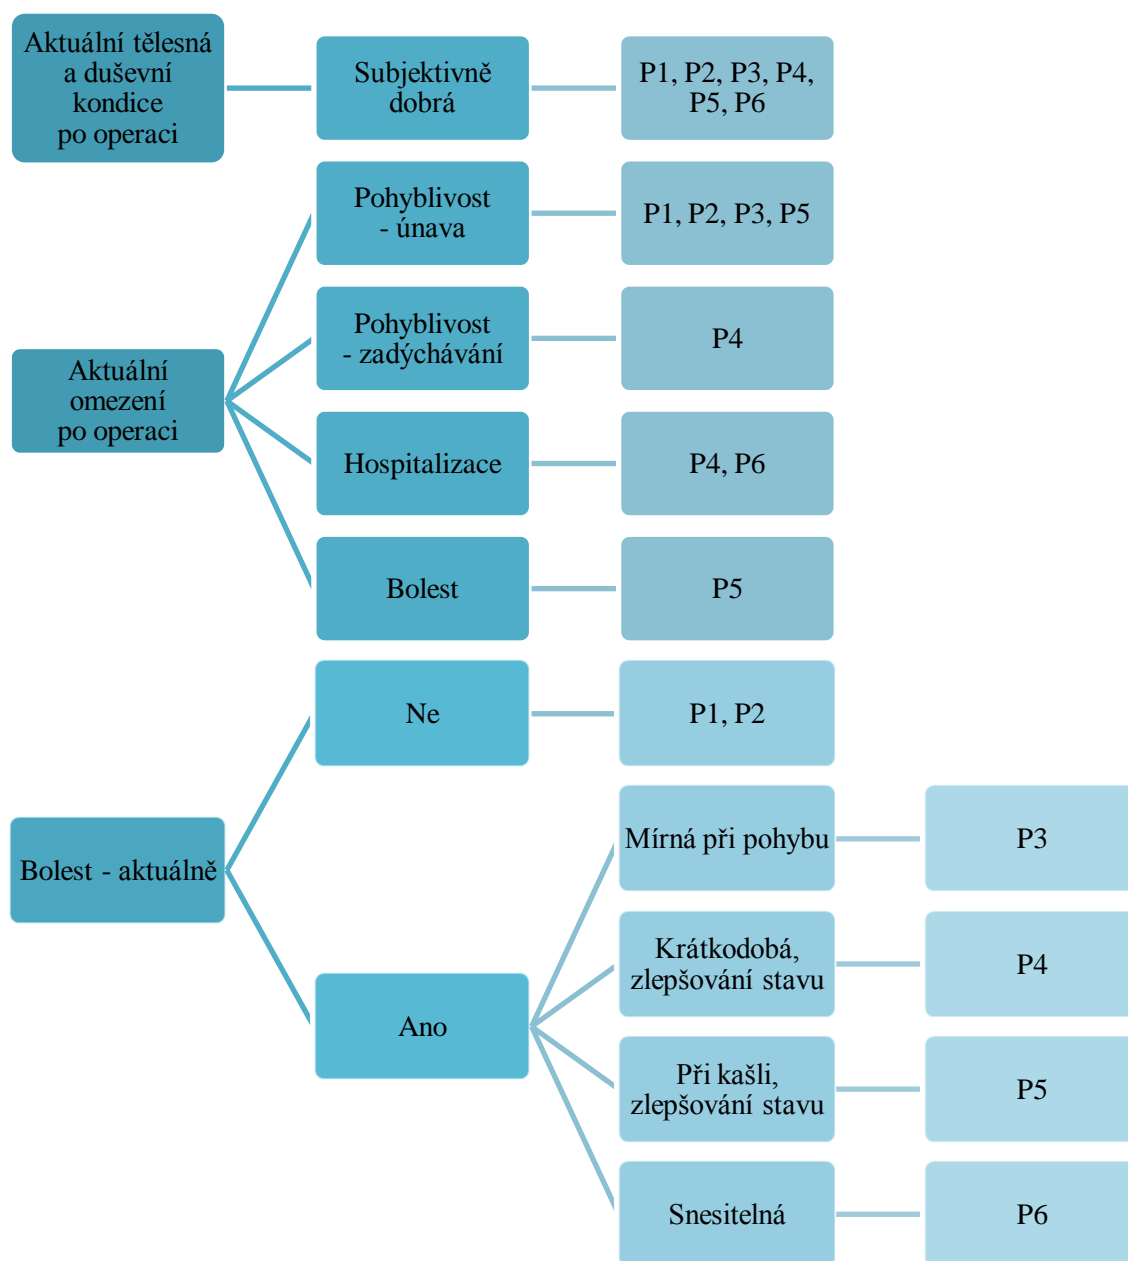 Aktuální tělesná
a duševní
kondice
po operaci
Subjektivně
dobrá
P1, P2, P3, P4,
P5, P6
Aktuální
omezení
po operaci
Pohyblivost
- únava
P1, P2, P3, P5
Pohyblivost
- zadýchávání
P4
Hospitalizace
P4, P6
Bolest
P5
Bolest - aktuálně
Ne
P1, P2
Ano
Mírná při pohybu
P3
Krátkodobá,
zlepšování stavu
P4
Při kašli,
zlepšování stavu
P5
Snesitelná
P6